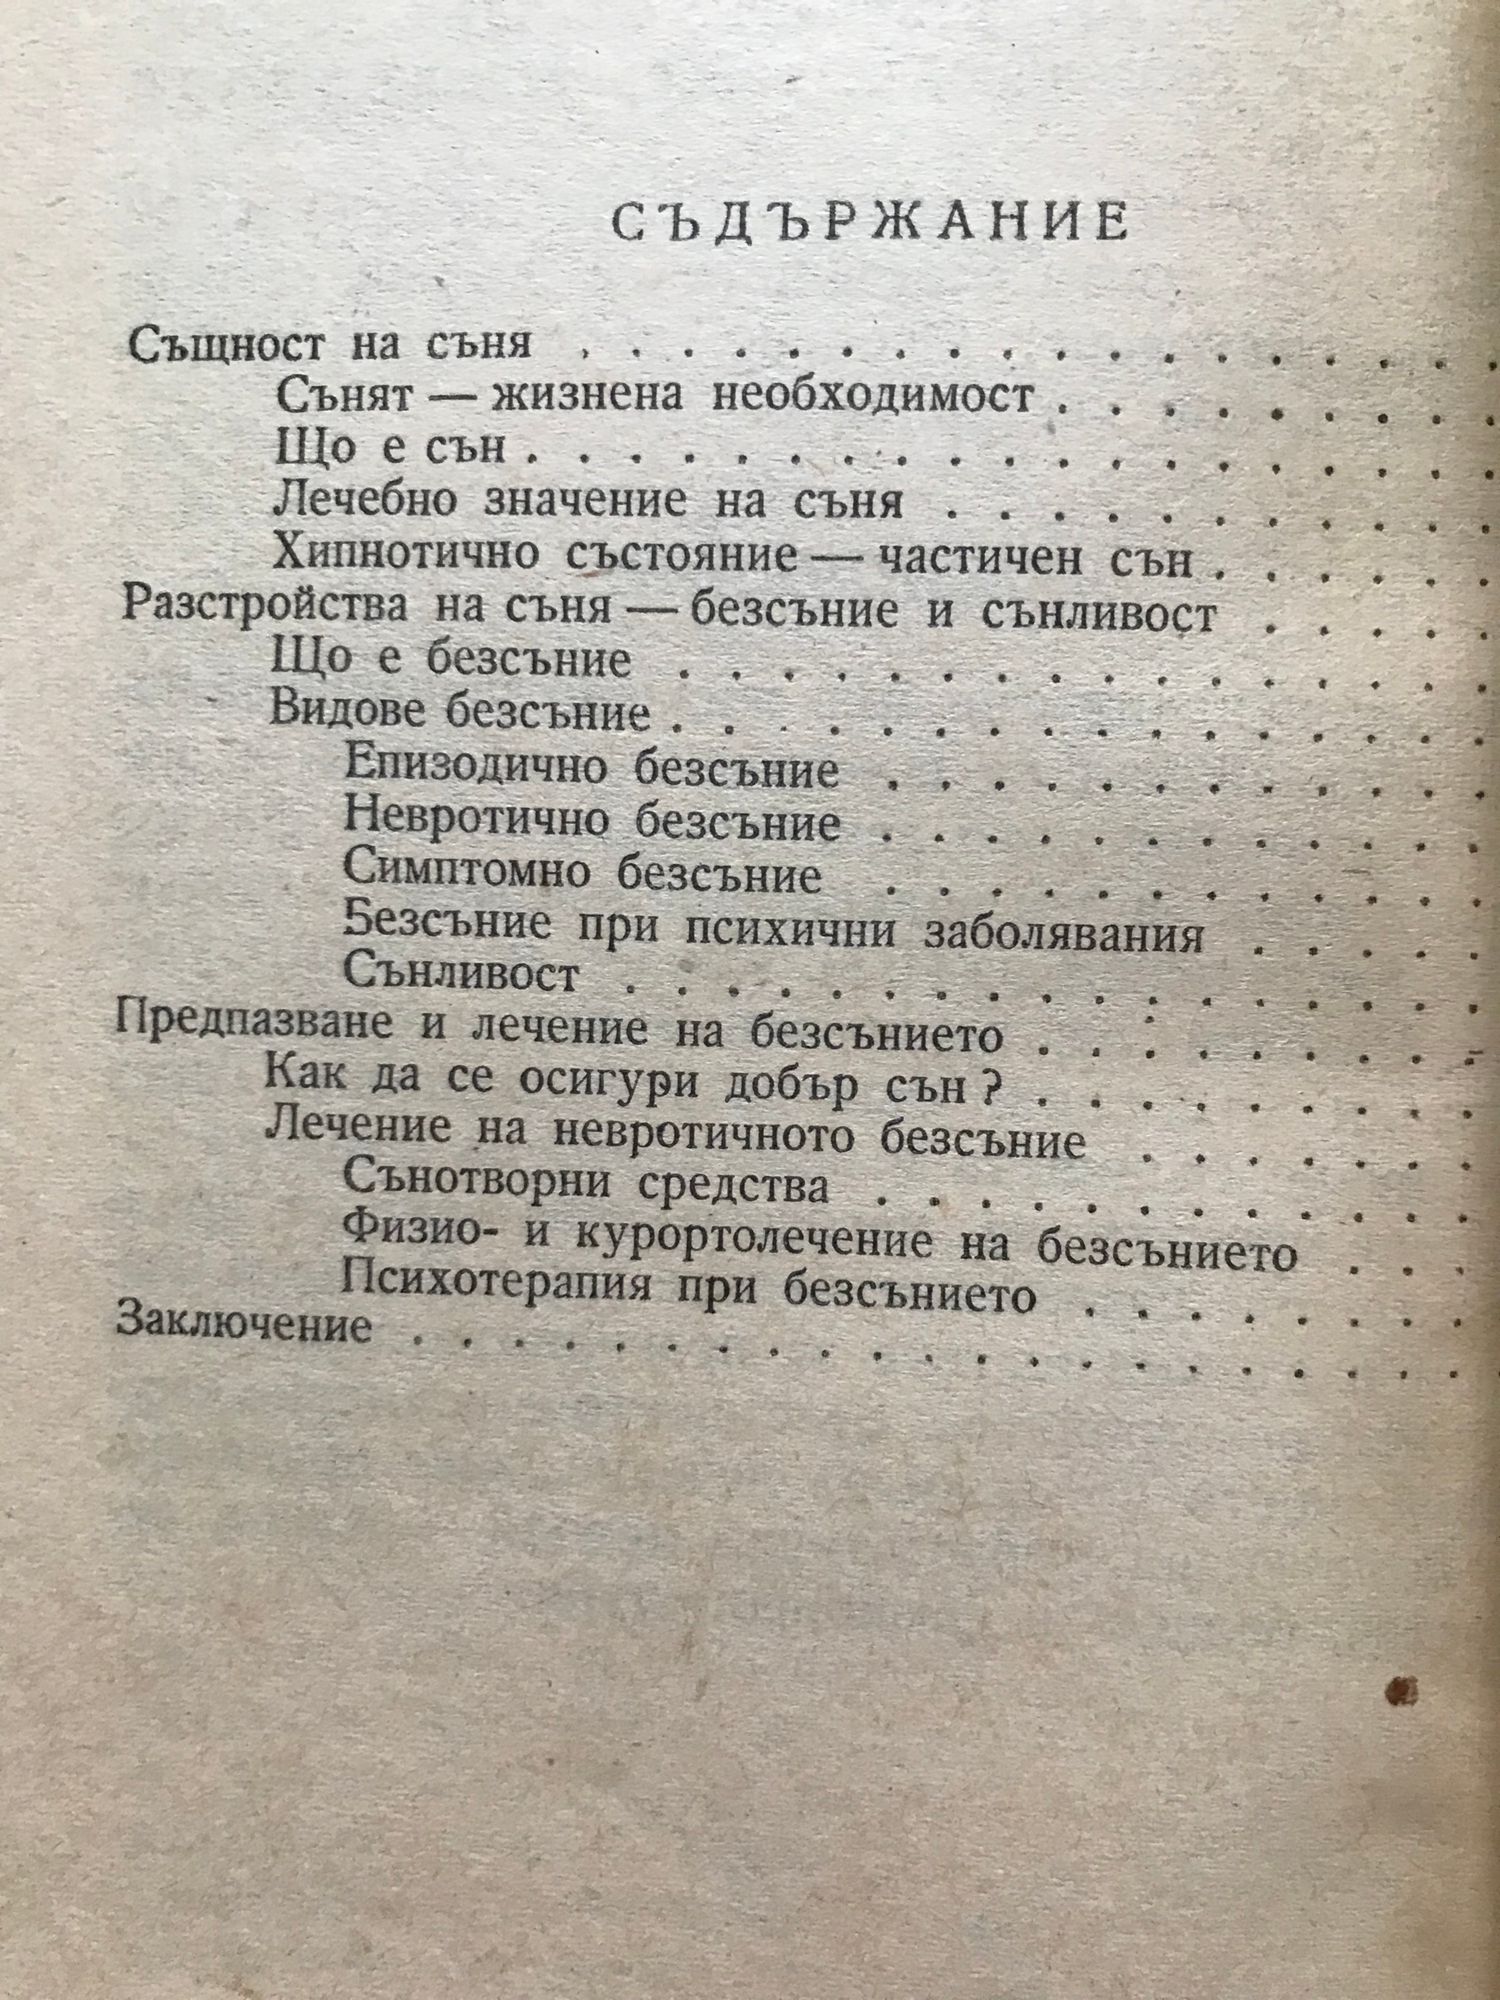 СЪДЪРЖАНИЕ
Същност на съня . . . . . . . . . . . . . . . . . .
Сънят — жизнена необходимост . . . . . . . . .
Що е сън . . . . . . . . . . . . . . . . . . .
Лечебно значение на съня . . . . . . . . . . .
Хипнотично състояние — частичен сън . . . . . .
Разстройства на съня — безсъние и сънливост . . . . .
Що е безсъние . . . . . . . . . . . . . . . .
Видове безсъние . . . . . . . . . . . . . . . .
Епизодично безсъние . . . . . . . . . . . .
Невротично безсъние . . . . . . . . . . . .
Симптомно безсъние . . . . . . . . . . . .
Безсъние при психични заболявания . . . . .
Сънливост . . . . . . . . . . . . . . . . .
Предпазване и лечение на безсънието . . . . . . . . .
Как да се осигури добър сън? . . . . . . . . .
Лечение на невротичното безсъние . . . . . . .
Сънотворни средства . . . . . . . . . . . .
Физио- и курортолечение на безсънието . . .
Психотерапия при безсънието . . . . . . . .
Заключение . . . . . . . . . . . . . . . . . . . . .